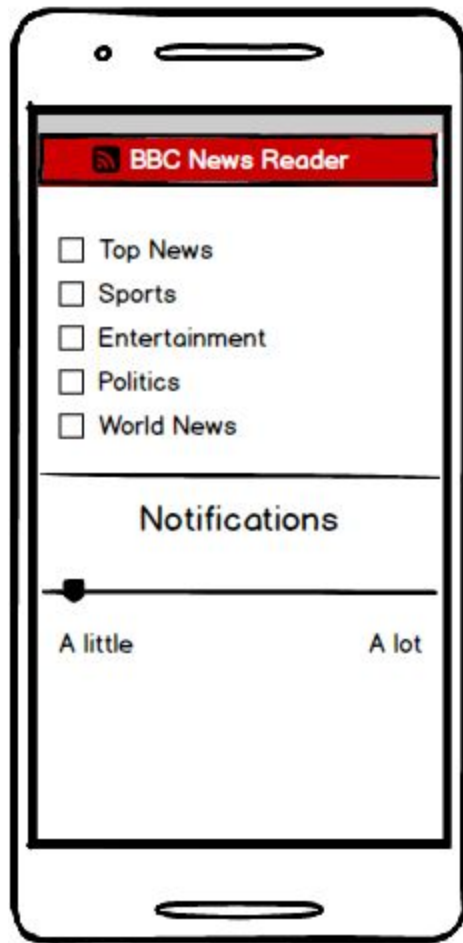 BBC News Reader
Top News
Sports
Entertainment
Politics
World News
Notifications
A little A lot